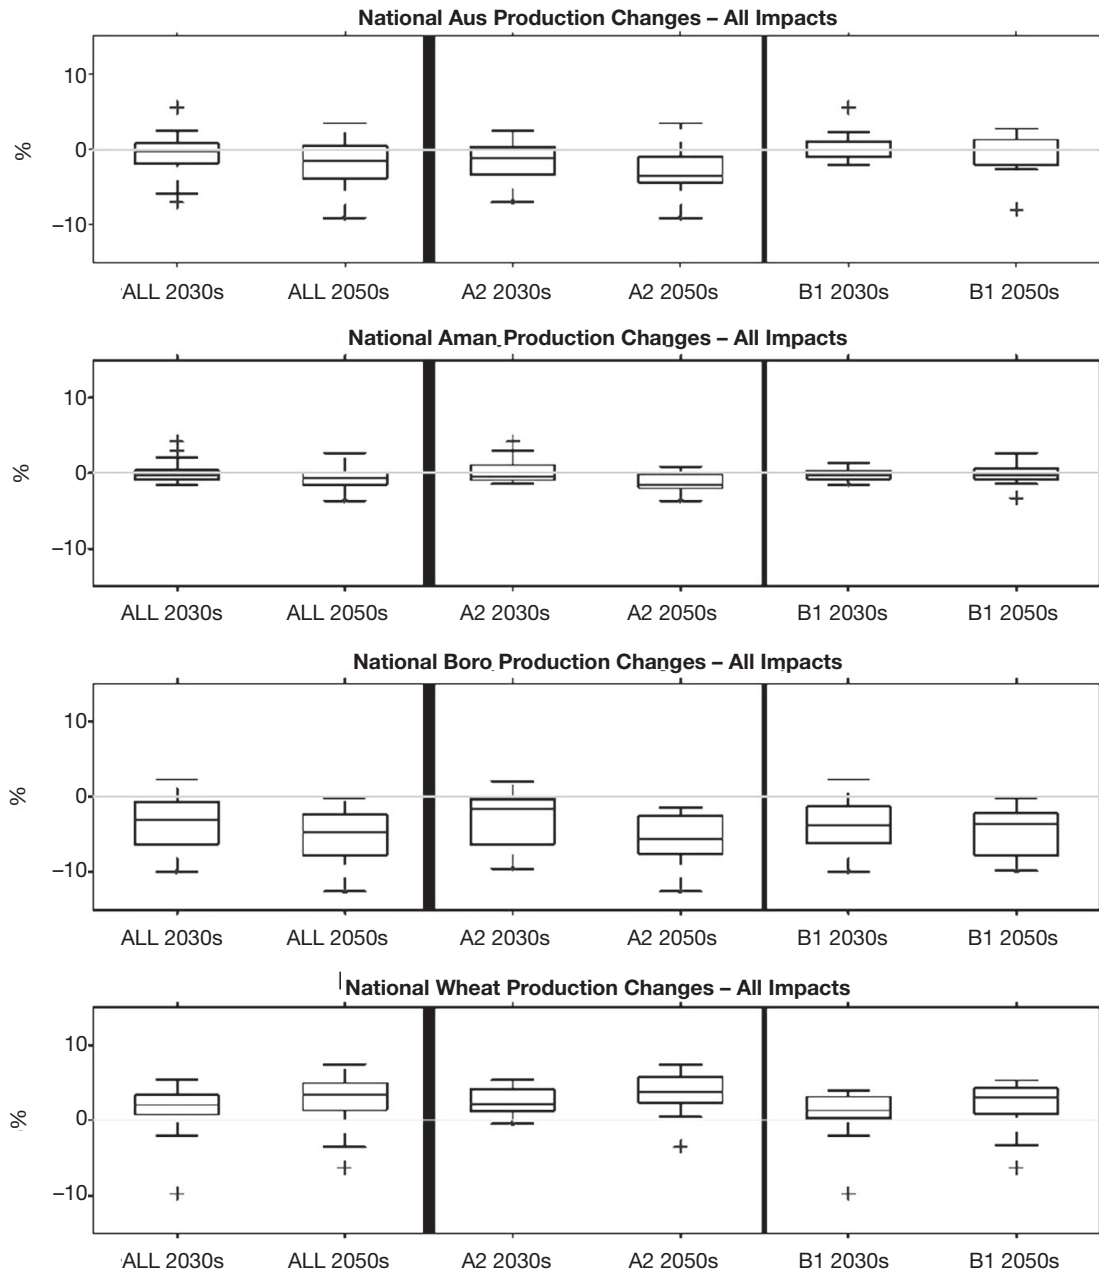 National Aus Production Changes – All Impacts
10
%
0
–10
ALL 2030s ALL 2050s A2 2030s A2 2050s B1 2030s B1 2050s
National Aman Production Changes – All Impacts
10
%
0
–10
ALL 2030s ALL 2050s A2 2030s A2 2050s B1 2030s B1 2050s
National Boro Production Changes – All Impacts
10
%
0
–10
ALL 2030s ALL 2050s A2 2030s A2 2050s B1 2030s B1 2050s
National Wheat Production Changes – All Impacts
10
%
0
–10
ALL 2030s ALL 2050s A2 2030s A2 2050s B1 2030s B1 2050s